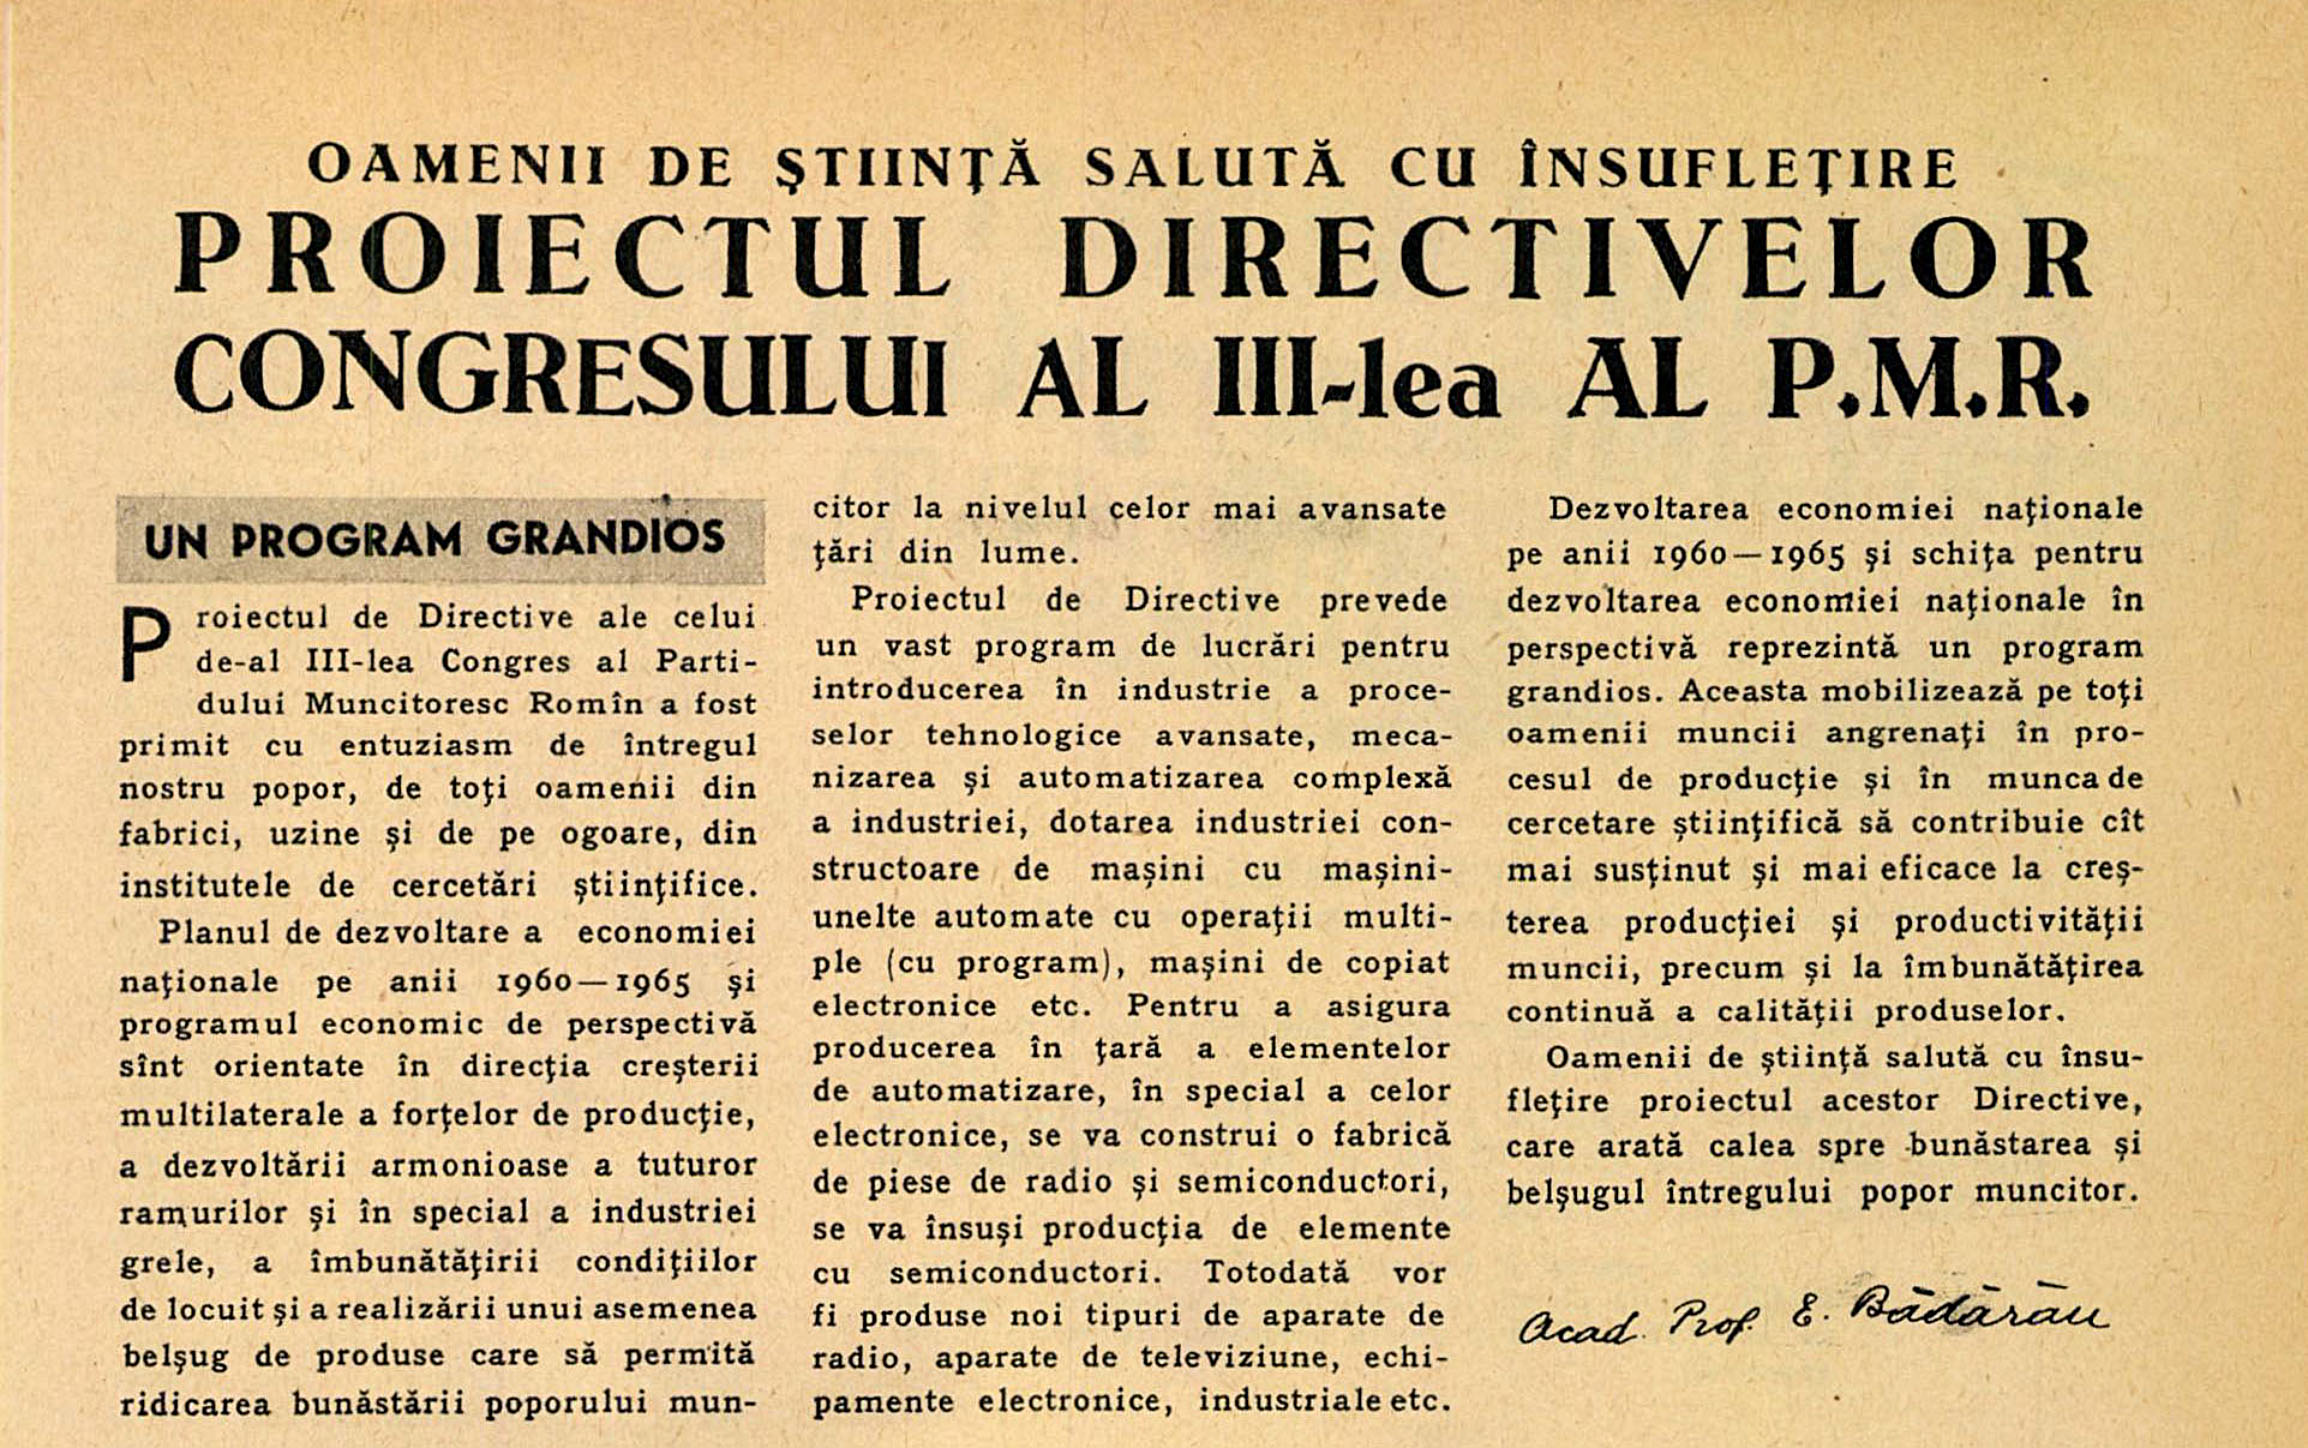 OAMENII DE ŞTIINŢĂ SALUTĂ CU ÎNSUFLEŢIRE
PROIECTUL DIRECTIVELOR
CONGRESULUI AL III-lea AL P.M.R.
UN PROGRAM GRANDIOS
Proiectul de Directive ale celui
de-al III-lea Congres al Parti-
dului Muncitoresc Romîn a fost
primit cu entuziasm de întregul
nostru popor, de toţi oamenii din
fabrici, uzine şi de pe ogoare, din
institutele de cercetări ştiinţifice.
Planul de dezvoltare a economiei
naţionale pe anii 1960—1965 şi
programul economic de perspectivă
sînt orientate în direcţia creşterii
multilaterale a forţelor de producţie,
a dezvoltării armonioase a tuturor
ramurilor şi în special a industriei
grele, a îmbunătăţirii condiţiilor
de locuit şi a realizării unui asemenea
belşug de produse care să permită
ridicarea bunăstării poporului mun-
citor la nivelul celor mai avansate
ţări din lume.
Proiectul de Directive prevede
un vast program de lucrări pentru
introducerea în industrie a proce-
selor tehnologice avansate, meca-
nizarea şi automatizarea complexă
a industriei, dotarea industriei con-
structoare de maşini cu maşini-
unelte automate cu operaţii multi-
ple (cu program), maşini de copiat
electronice etc. Pentru a asigura
producerea în ţară a elementelor
de automatizare, în special a celor
electronice, se va construi o fabrică
de piese de radio şi semiconductori,
se va însuşi producţia de elemente
cu semiconductori. Totodată vor
fi produse noi tipuri de aparate de
radio, aparate de televiziune, echi-
pamente electronice, industriale etc.
Dezvoltarea economiei naţionale
pe anii 1960—1965 şi schiţa pentru
dezvoltarea economiei naţionale în
perspectivă reprezintă un program
grandios. Aceasta mobilizează pe toţi
oamenii muncii angrenaţi în pro-
cesul de producţie şi în munca de
cercetare ştiinţifică să contribuie cît
mai susţinut şi mai eficace la creş-
terea producţiei şi productivităţii
muncii, precum şi la îmbunătăţirea
continuă a calităţii produselor.
Oamenii de ştiinţă salută cu însu-
fleţire proiectul acestor Directive,
care arată calea spre bunăstarea şi
belşugul întregului popor muncitor.
Acad. Prof. E. Bădărău